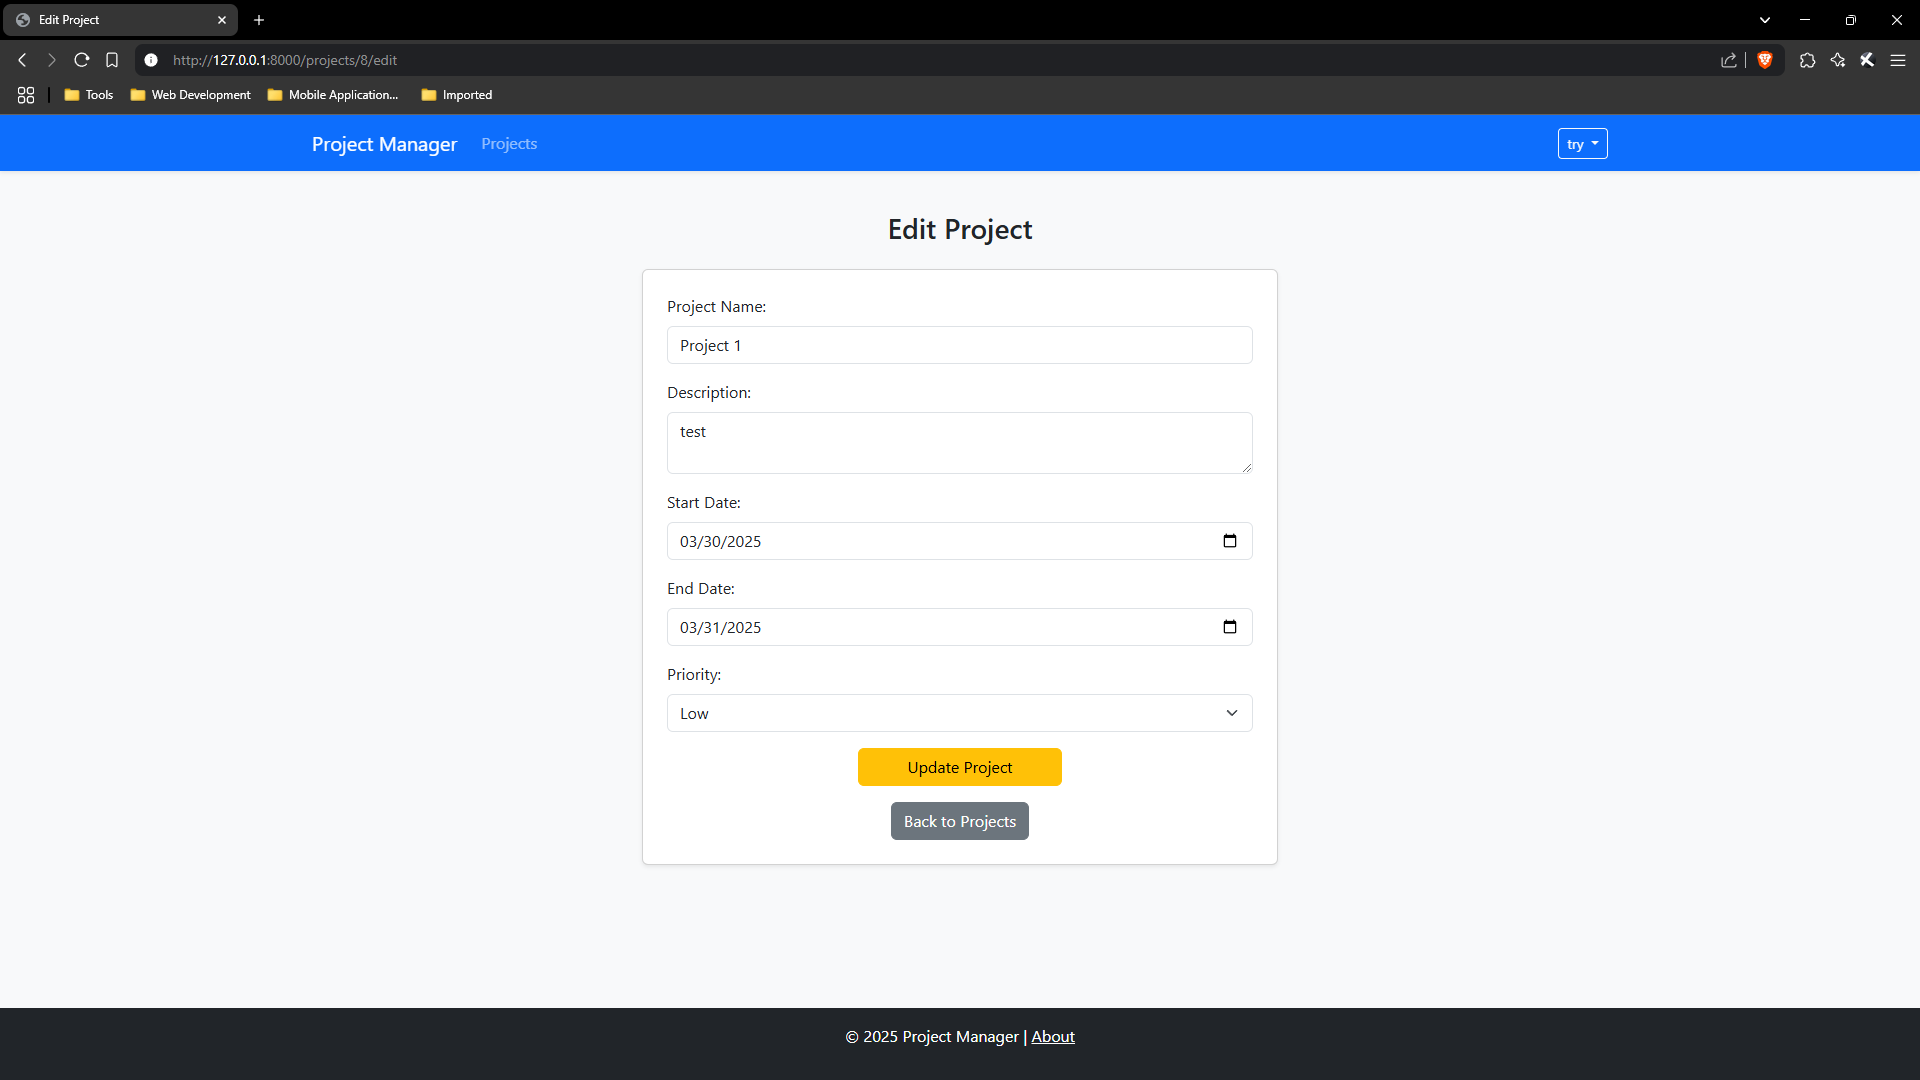 Edit Project
http://127.0.0.1:8000/projects/8/edit
Tools Web Development Mobile Application... Imported
Project Manager Projects try
Edit Project
Project Name:
Project 1
Description:
test
Start Date:
03/30/2025
End Date:
03/31/2025
Priority:
Low
Update Project
Back to Projects
© 2025 Project Manager | About